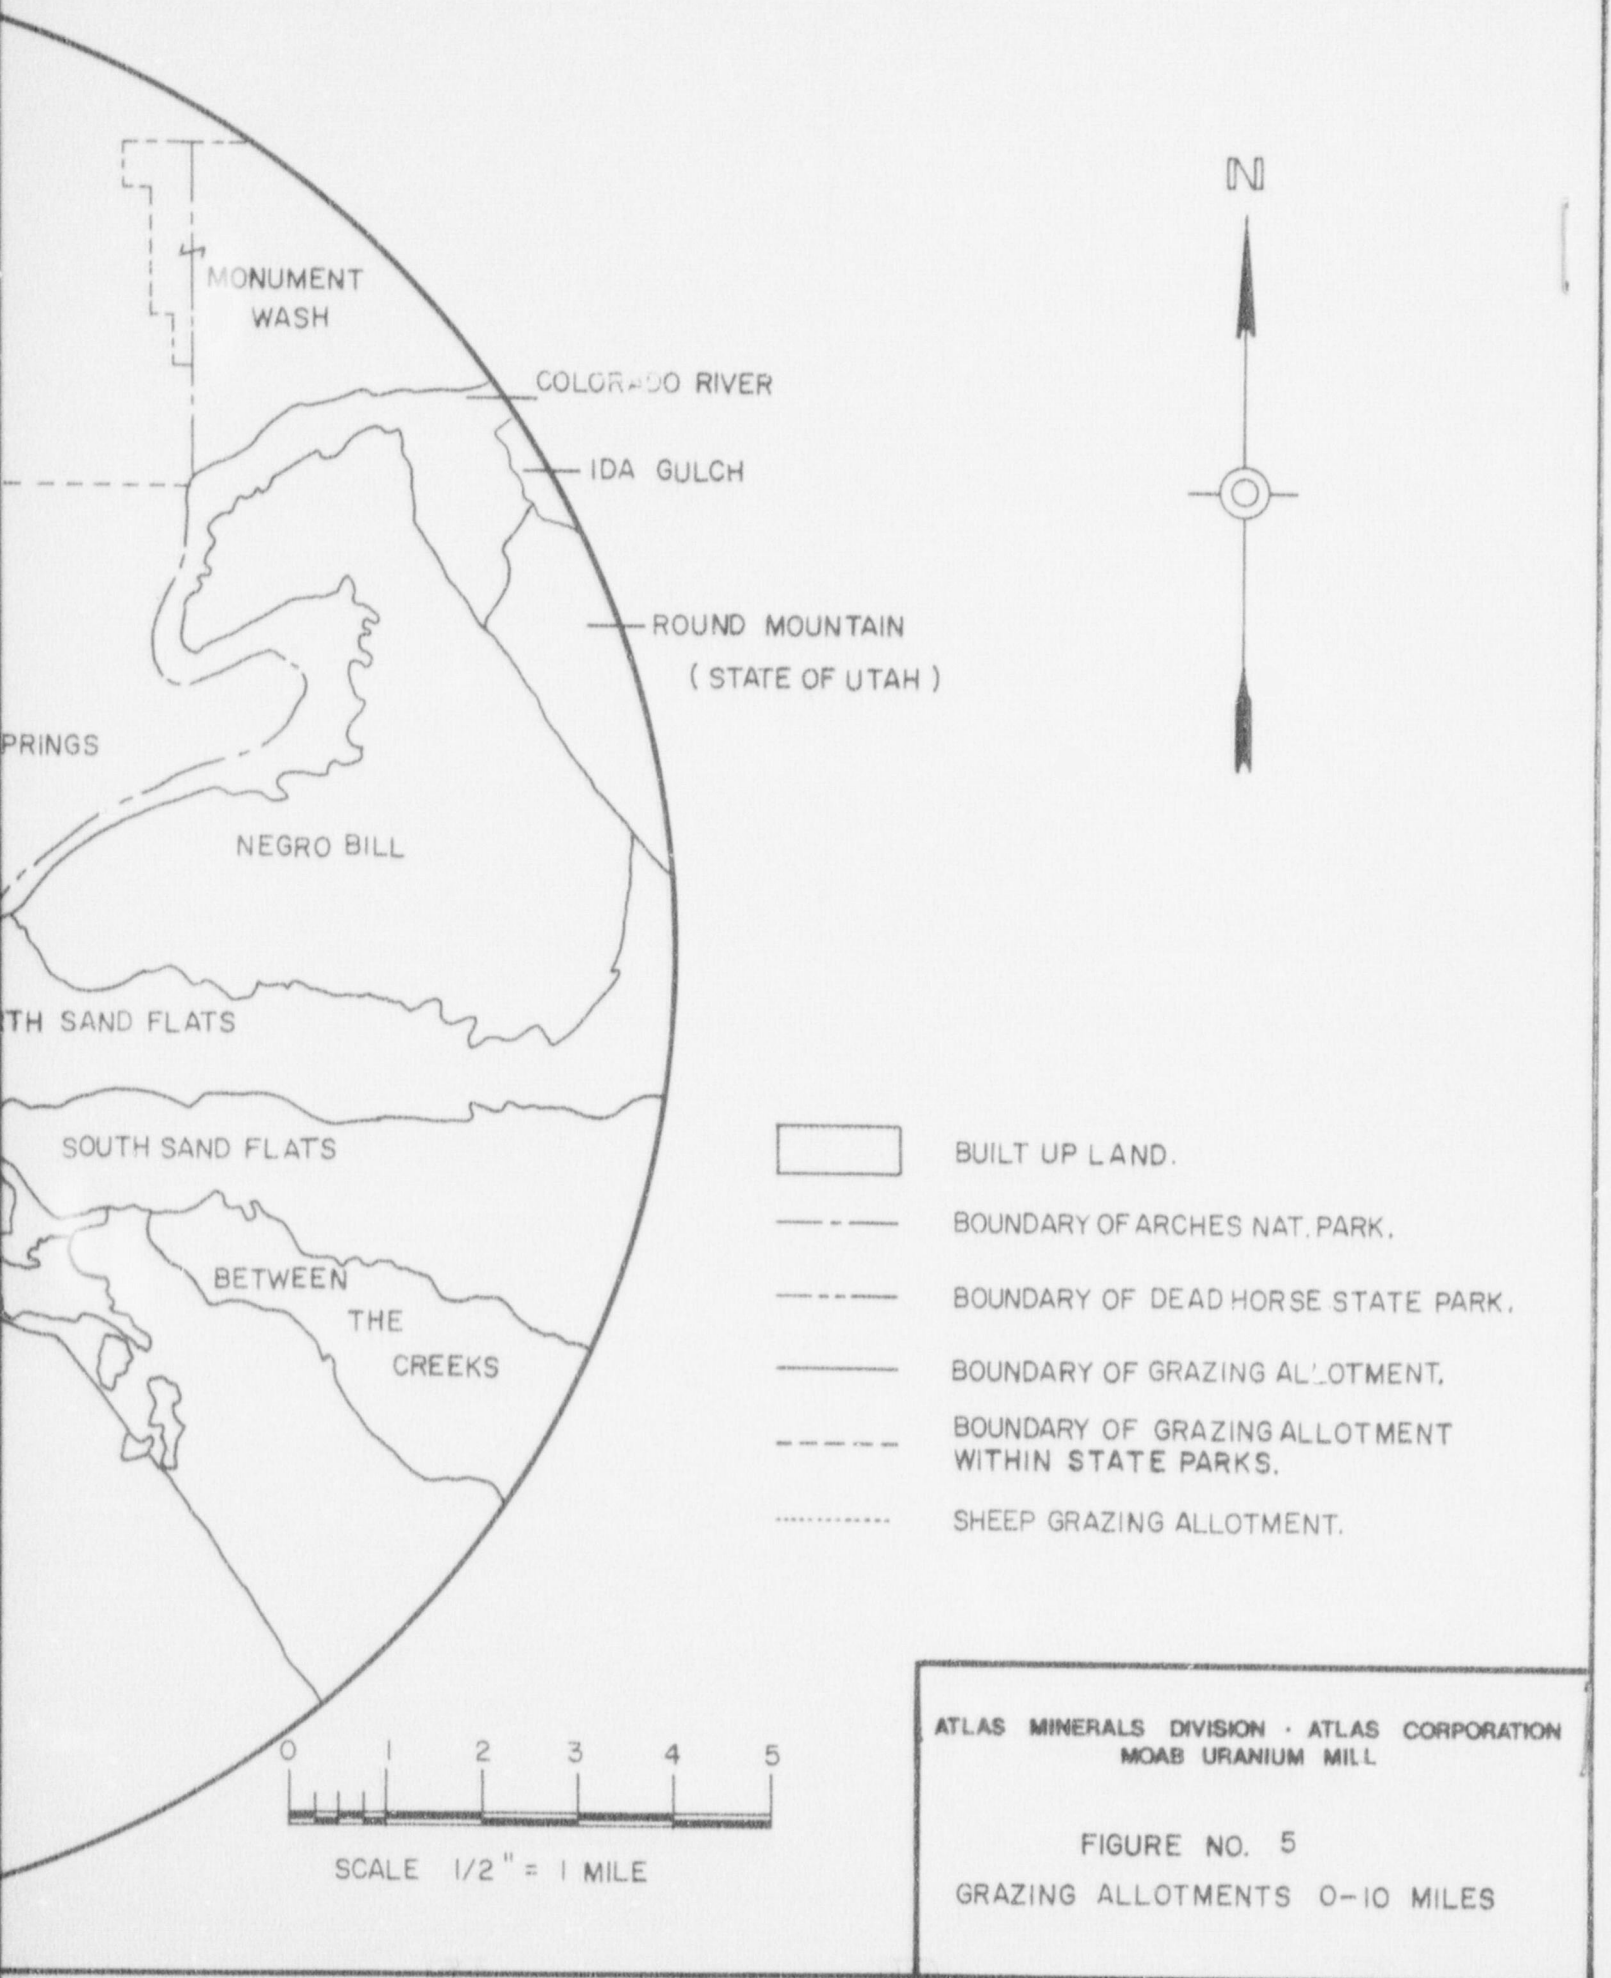 N
MONUMENT
WASH
COLORADO RIVER
IDA GULCH
ROUND MOUNTAIN
( STATE OF UTAH )
PRINGS
NEGRO BILL
TH SAND FLATS
SOUTH SAND FLATS
BETWEEN
THE
CREEKS
BUILT UP LAND.
BOUNDARY OF ARCHES NAT. PARK.
BOUNDARY OF DEAD HORSE STATE PARK.
BOUNDARY OF GRAZING ALLOTMENT.
BOUNDARY OF GRAZING ALLOTMENT
WITHIN STATE PARKS.
SHEEP GRAZING ALLOTMENT.
0 1 2 3 4 5
SCALE 1/2" = 1 MILE
ATLAS MINERALS DIVISION · ATLAS CORPORATION
MOAB URANIUM MILL
FIGURE NO. 5
GRAZING ALLOTMENTS 0-10 MILES